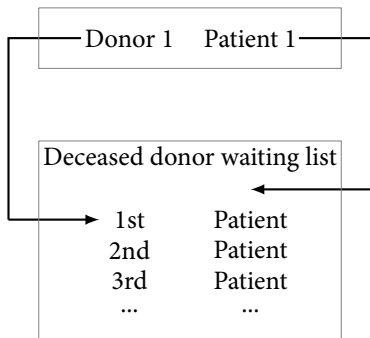 Donor 1 Patient 1
Deceased donor waiting list
1st Patient
2nd Patient
3rd Patient
... ...